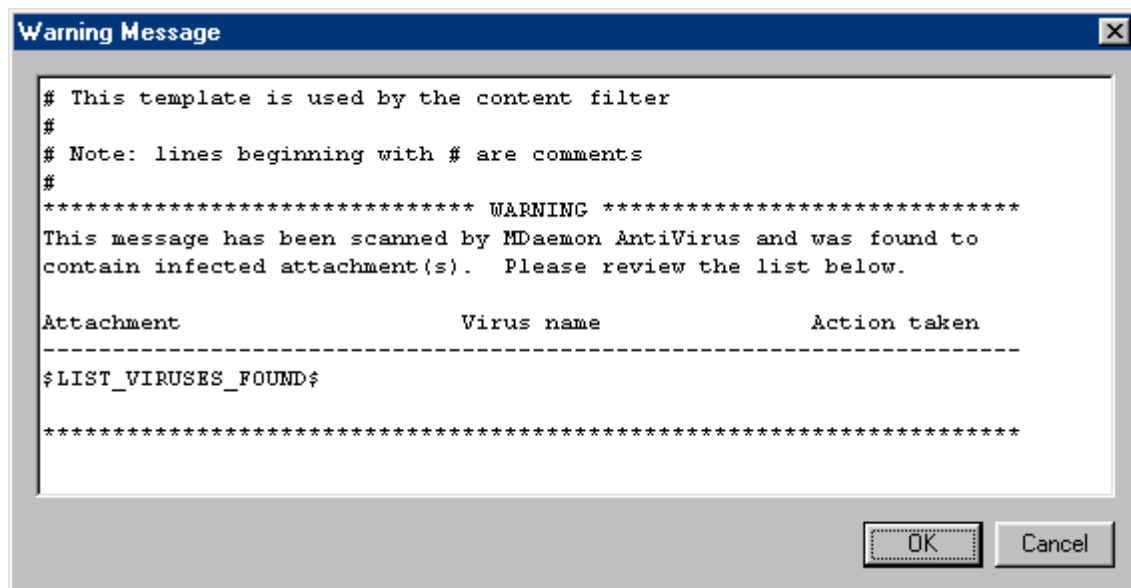 Warning Message
# This template is used by the content filter
#
# Note: lines beginning with # are comments
#
******************************* WARNING ******************************
This message has been scanned by MDaemon AntiVirus and was found to
contain infected attachment(s).  Please review the list below.
Attachment                    Virus name               Action taken
----------------------------------------------------------------------
$LIST_VIRUSES_FOUND$
**********************************************************************
OK
Cancel